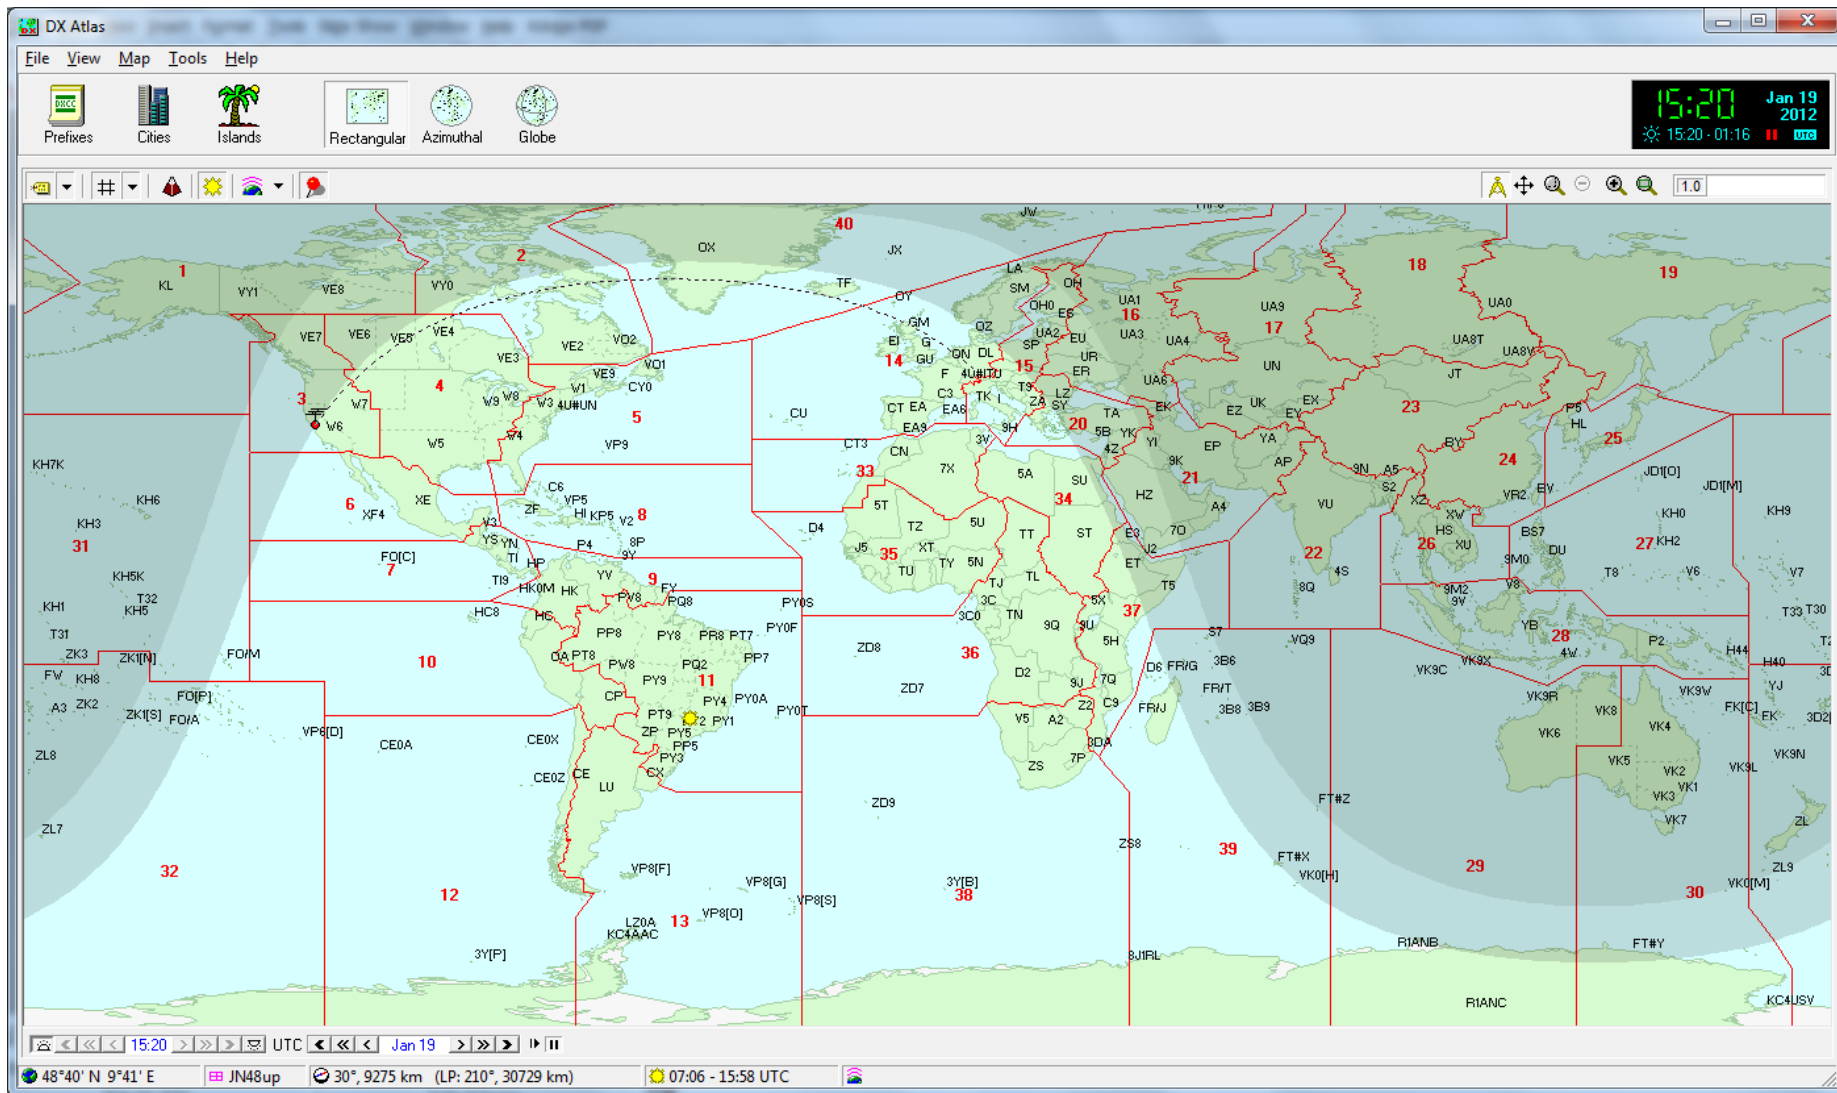 DX Atlas
File View Map Tools Help
Prefixes Cities Islands Rectangular Azimuthal Globe
15:20 Jan 19 2012
15:20 - 01:16 UTC
1.0
JW
40
OX JX
2
1 18 19
KL VY1 VE8 VY0 TF LA OH
SM UA1 UA9 UA0
OY OH0 ES 16 17
VE7 VE6 VE5 VE4 GM OZ UA2 UA3 UA4 UA8T UA8V
VE3 VE2 VO2 EI G SP EU
14 GU ON DL 15 UR UN JT
VE9 VO1 F 4U#ITU ER UA6
4 W1 CY0 C3 T9 LZ EK EZ UK EX EY 23 P5
3 W7 W9 W8 W3 4U#UN 5 CU CT EA EA6 TK I ZA SY TA HL
W6 W5 W4 VP9 EA9 9H 20 5B YK YI EP YA BY 25
CT3 CN 3V 4Z
KH7K 33 7X 5A SU 34 9K 21 AP 9N A5 24 JD1[O]
KH6 6 XE C6 VP5 5T HZ VU S2 XZ VR2 BV JD1[M]
XF4 ZF HI KP5 V2 8 D4 TZ 5U TT ST A4 7O XW KH0 KH9
KH3 V3 E3 HS BS7
31 YS YN P4 8P 9Y J5 35 XT J2 22 26 XU DU 27 KH2
FO[C] 7 TI HP TU TY 5N ET 4S 9M0
KH5K TI9 YV 9 TJ TL T5 8Q 9M2 V8 T8 V6 V7
T32 HK0M HK PV8 FY PQ8 PY0S 3C 5X 37 9V
KH1 KH5 HC8 HC 3C0 TN T33 T30
T31 PP8 PY8 PR8 PT7 PY0F ZD8 9Q 9U 5H S7 VQ9 YB 28 P2
ZK3 ZK1[N] FO/M 10 OA PT8 PW8 PQ2 PP7 36 D6 FR/G 3B6 VK9C VK9X 4W H44 H40
FW KH8 CP PY9 11 D2 9J 7Q
FO[P] PY4 PY0A ZD7 FR/T VK9R VK9W YJ
A3 ZK2 ZK1[S] FO/A PT9 PY1 PY0T Z2 C9 FR/J 3B8 3B9 VK8 FK[C] FK
VP6[D] CE0A CE0X ZP PY5 V5 A2 VK6 VK4
ZL8 PP5 3DA VK5 VK9N
CE0Z CE PY3 ZS 7P VK2 VK9L
LU CX VK3 VK1
ZD9 FT#Z VK7
ZL7 ZS8 39 ZL
32 VP8[F] FT#X 29 ZL9
12 VP8[G] 3Y[B] VK0[H] VK0[M] 30
VP8[S] 38
LZ0A 13 VP8[O]
KC4AAC R1ANB FT#Y
3Y[P] 8J1RL
R1ANC KC4USV
15:20 UTC Jan 19
48°40' N 9°41' E JN48up 30°, 9275 km (LP: 210°, 30729 km) 07:06 - 15:58 UTC